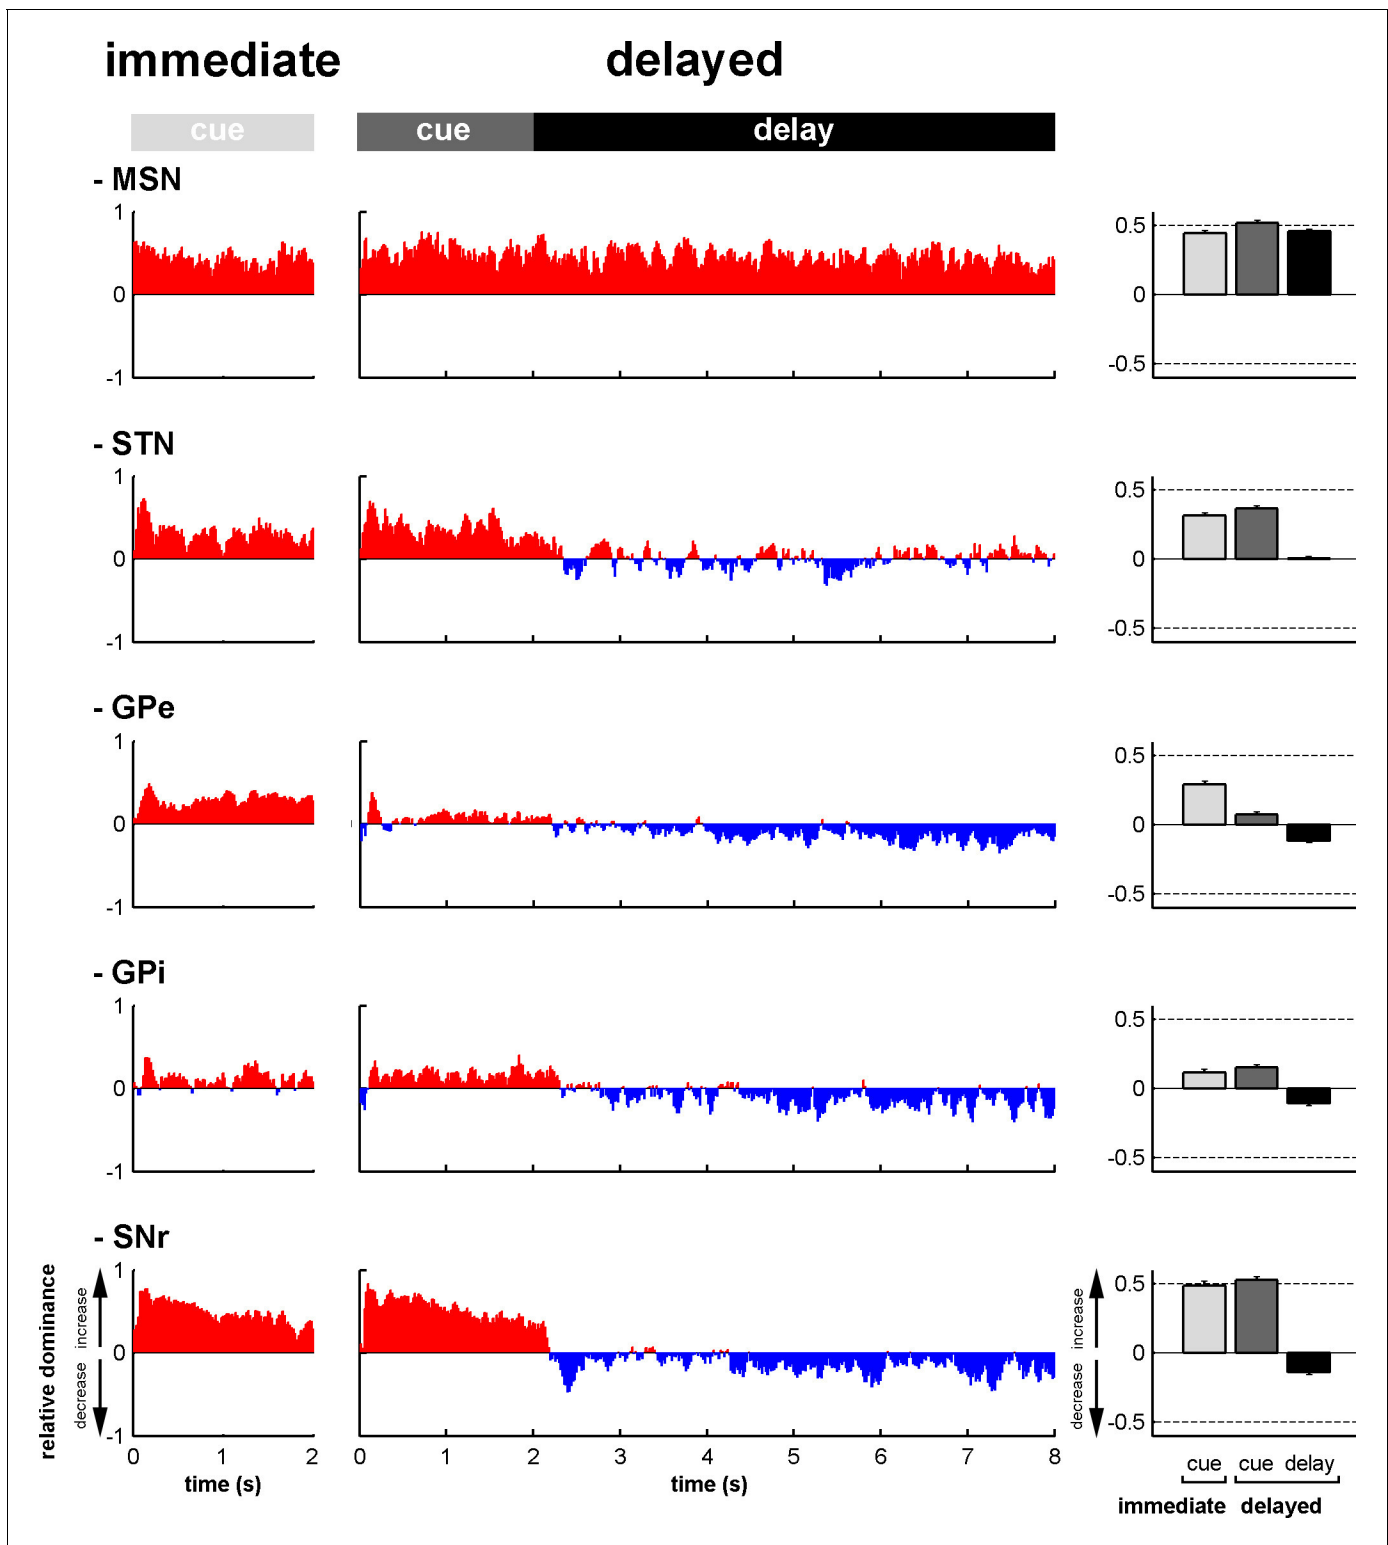 immediate delayed
cue cue delay
- MSN
1
0
-1
0.5
0
-0.5
- STN
1
0
-1
0.5
0
-0.5
- GPe
1
0
-1
0.5
0
-0.5
- GPi
1
0
-1
0.5
0
-0.5
- SNr
relative dominance
decrease increase
1
0
-1
0 1 2
time (s)
0 1 2 3 4 5 6 7 8
time (s)
decrease increase
0.5
0
-0.5
cue cue delay
immediate delayed